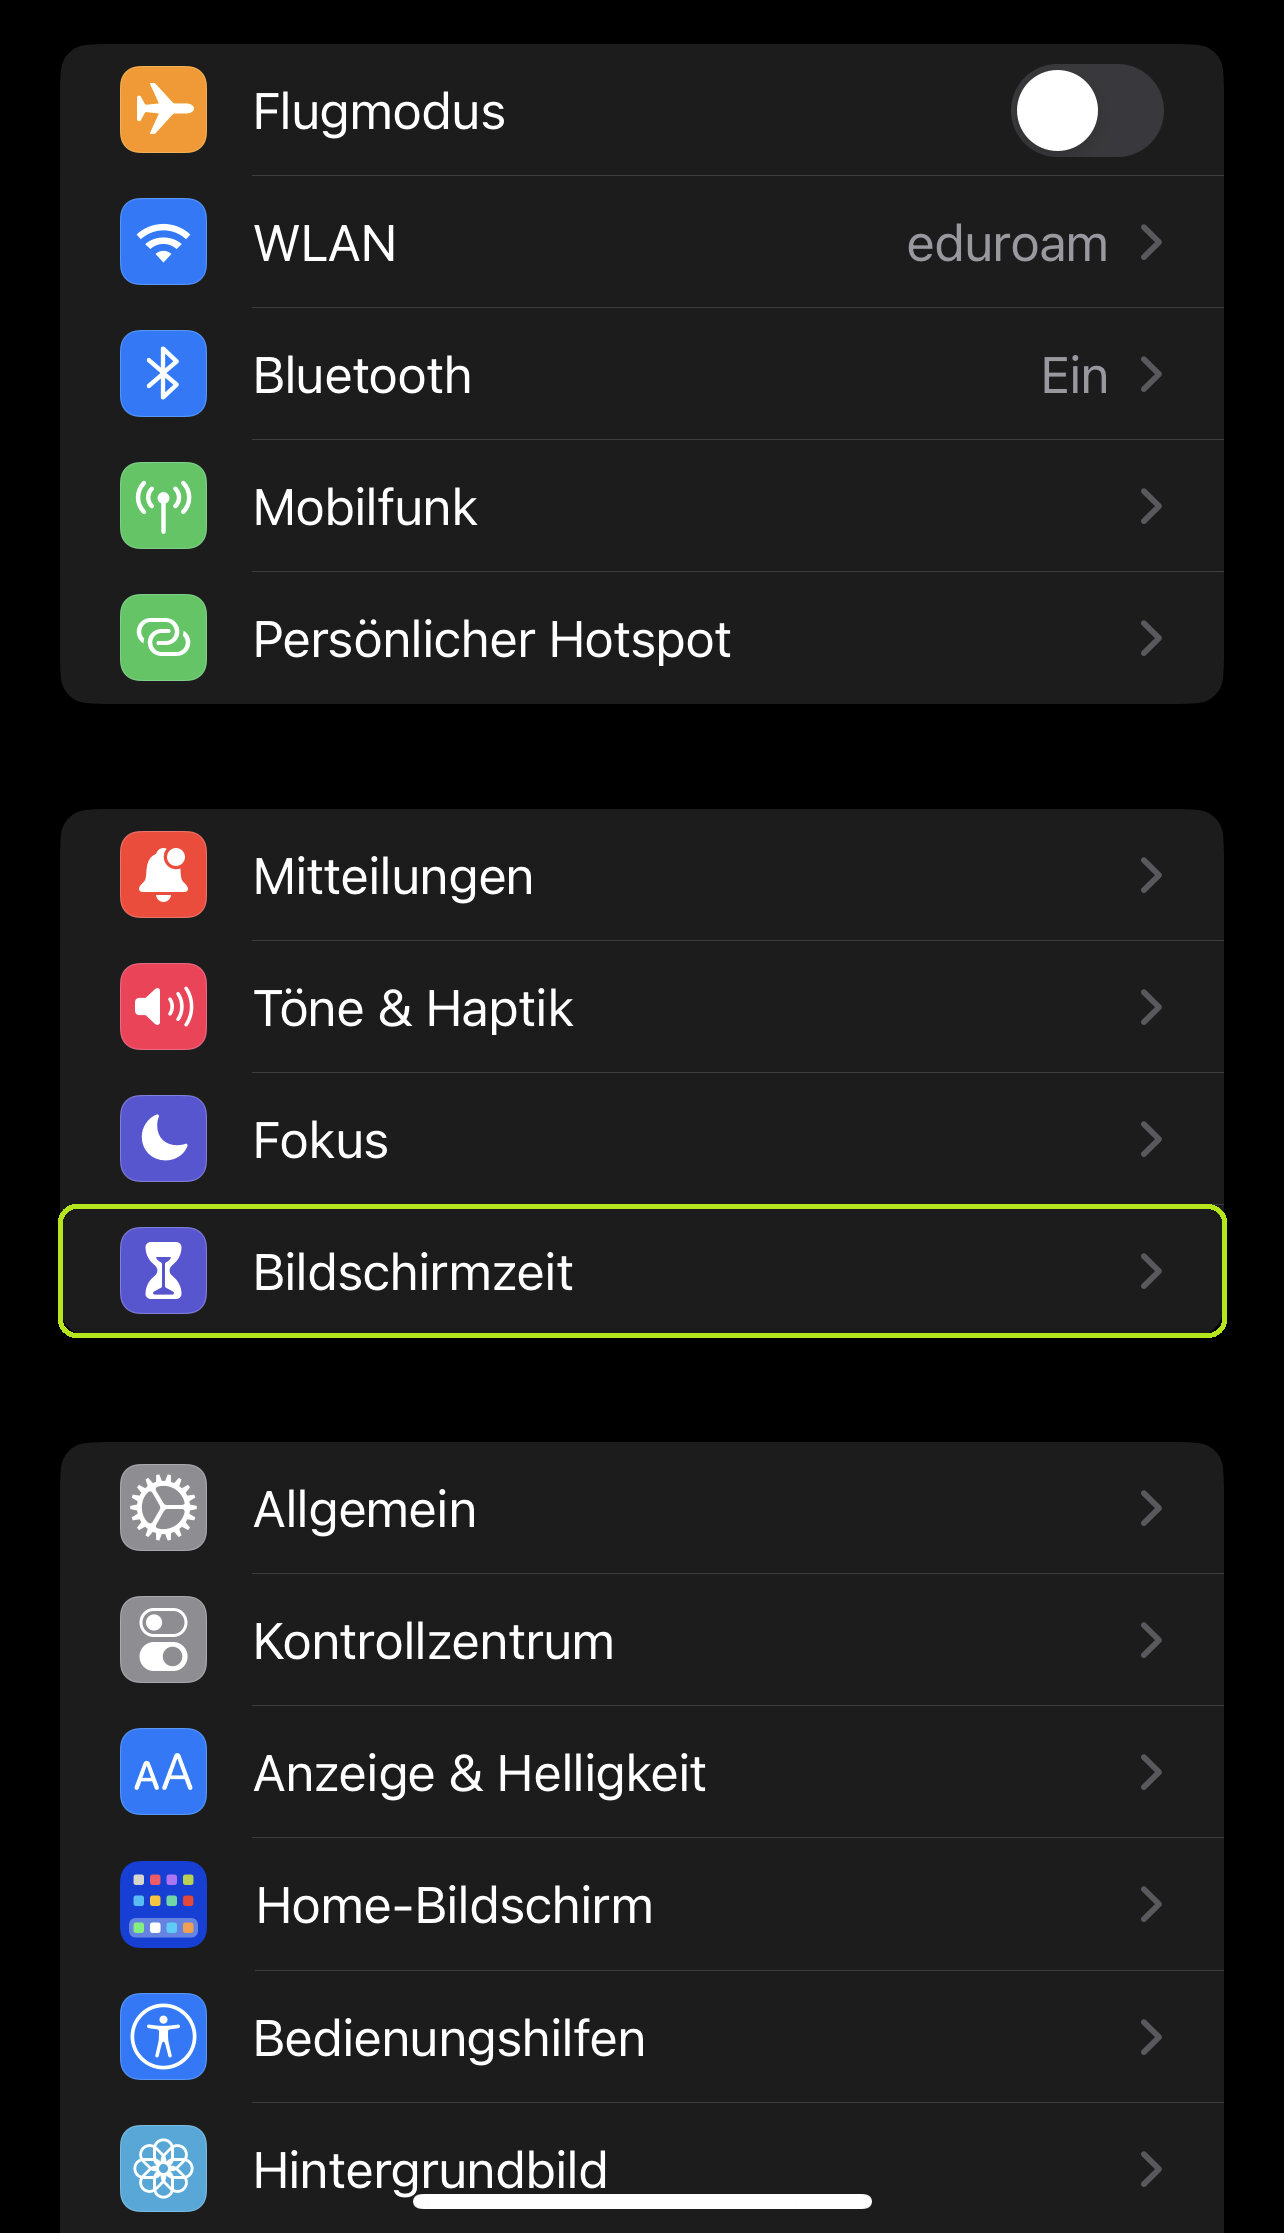 Flugmodus
WLAN eduroam
Bluetooth Ein
Mobilfunk
Persönlicher Hotspot
Mitteilungen
Töne & Haptik
Fokus
Bildschirmzeit
Allgemein
Kontrollzentrum
AA Anzeige & Helligkeit
Home-Bildschirm
Bedienungshilfen
Hintergrundbild